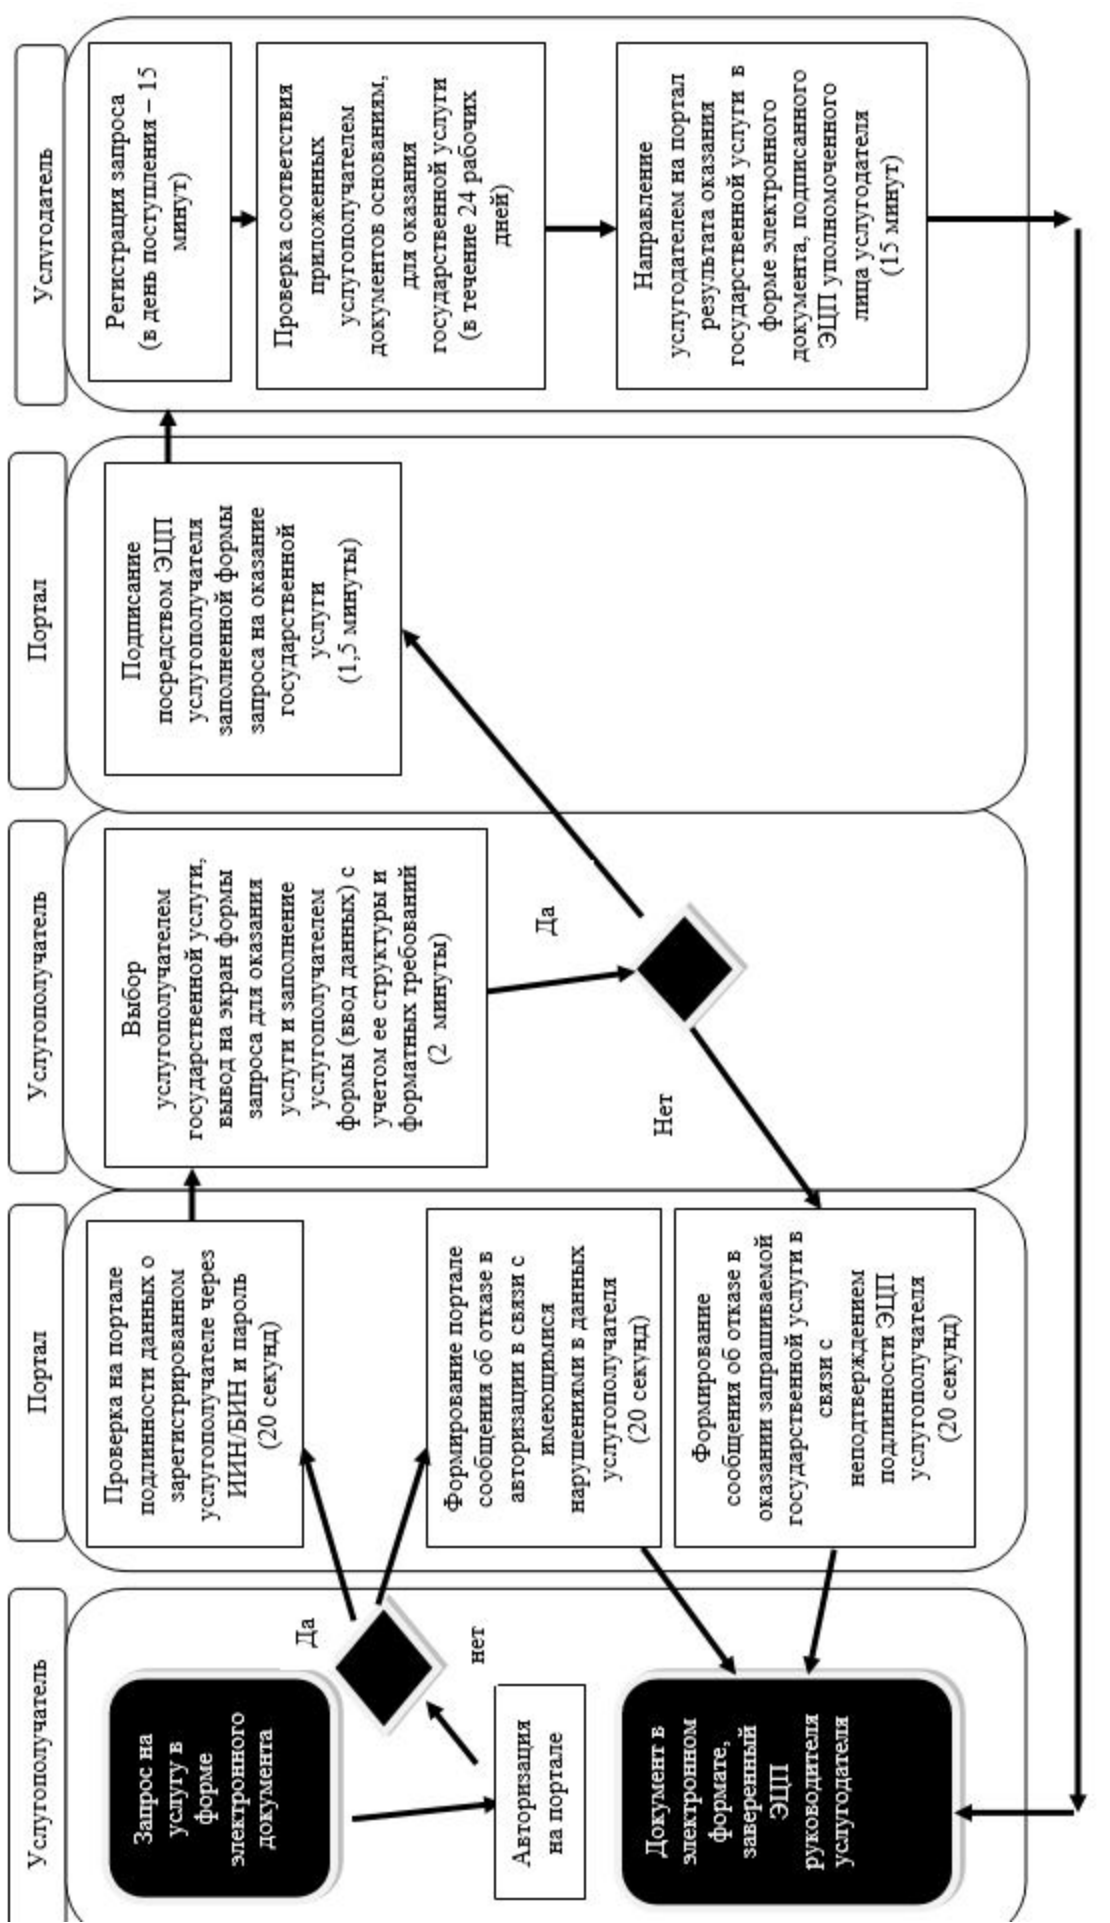 Услугополучатель
Портал
Услугополучатель
Портал
Услугодатель
Запрос на
услугу в
форме
электронного
документа
Авторизация
на портале
Да
нет
Документ в
электронном
формате,
заверенный
ЭЦП
руководителя
услугодателя
Проверка на портале
подлинности данных о
зарегистрированном
услугополучателе через
ИИН/БИН и пароль
(20 секунд)
Формирование портале
сообщения об отказе в
авторизации в связи с
имеющимися
нарушениями в данных
услугополучателя
(20 секунд)
Формирование
сообщения об отказе в
оказании запрашиваемой
государственной услуги в
связи с
неподтверждением
подлинности ЭЦП
услугополучателя
(20 секунд)
Выбор
услугополучателем
государственной услуги,
вывод на экран формы
запроса для оказания
услуги и заполнение
услугополучателем
формы (ввод данных) с
учетом ее структуры и
форматных требований
(2 минуты)
Да
Нет
Подписание
посредством ЭЦП
услугополучателя
заполненной формы
запроса на оказание
государственной
услуги
(1,5 минуты)
Регистрация запроса
(в день поступления – 15
минут)
Проверка соответствия
приложенных
услугополучателем
документов основаниям,
для оказания
государственной услуги
(в течение 24 рабочих
дней)
Направление
услугодателем на портал
результата оказания
государственной услуги в
форме электронного
документа, подписанного
ЭЦП уполномоченного
лица услугодателя
(15 минут)